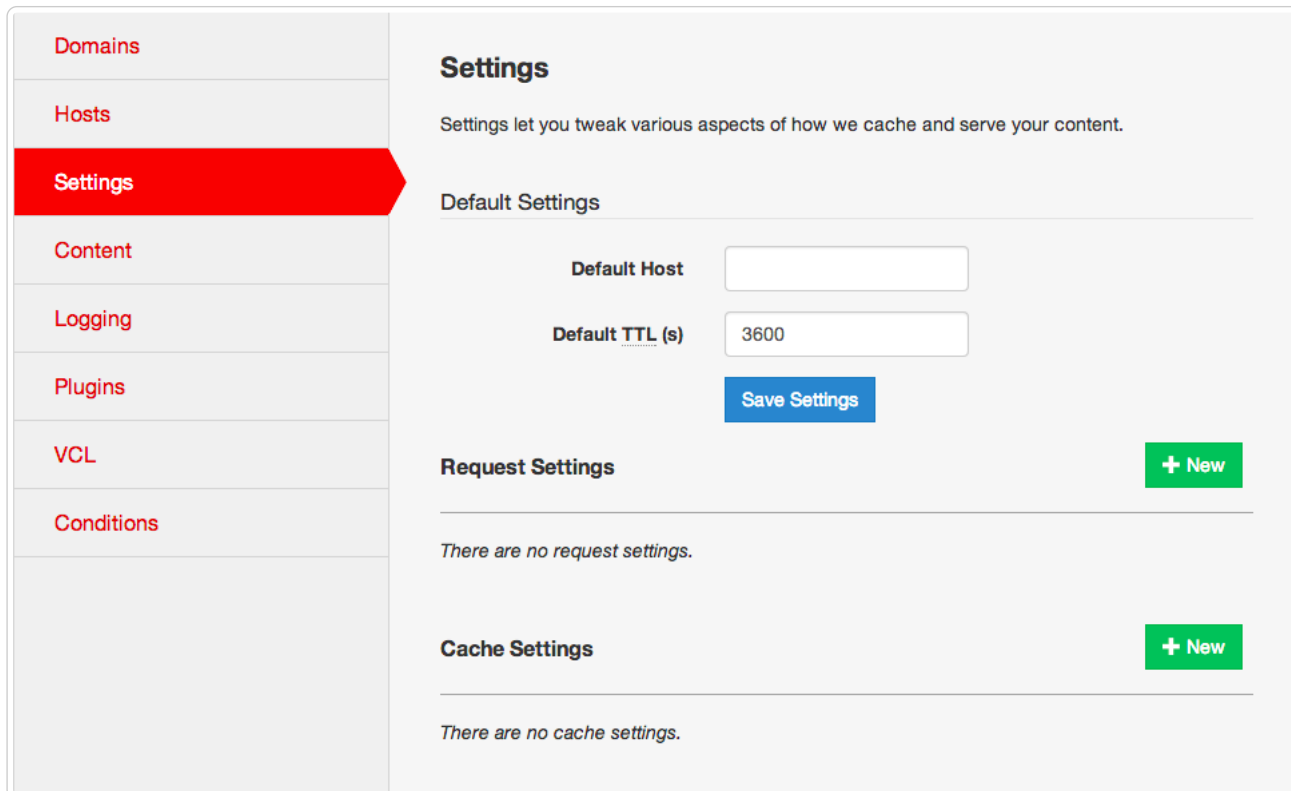 Domains
Hosts
Settings
Content
Logging
Plugins
VCL
Conditions
Settings
Settings let you tweak various aspects of how we cache and serve your content.
Default Settings
Default Host
Default TTL (s) 3600
Save Settings
Request Settings + New
There are no request settings.
Cache Settings + New
There are no cache settings.